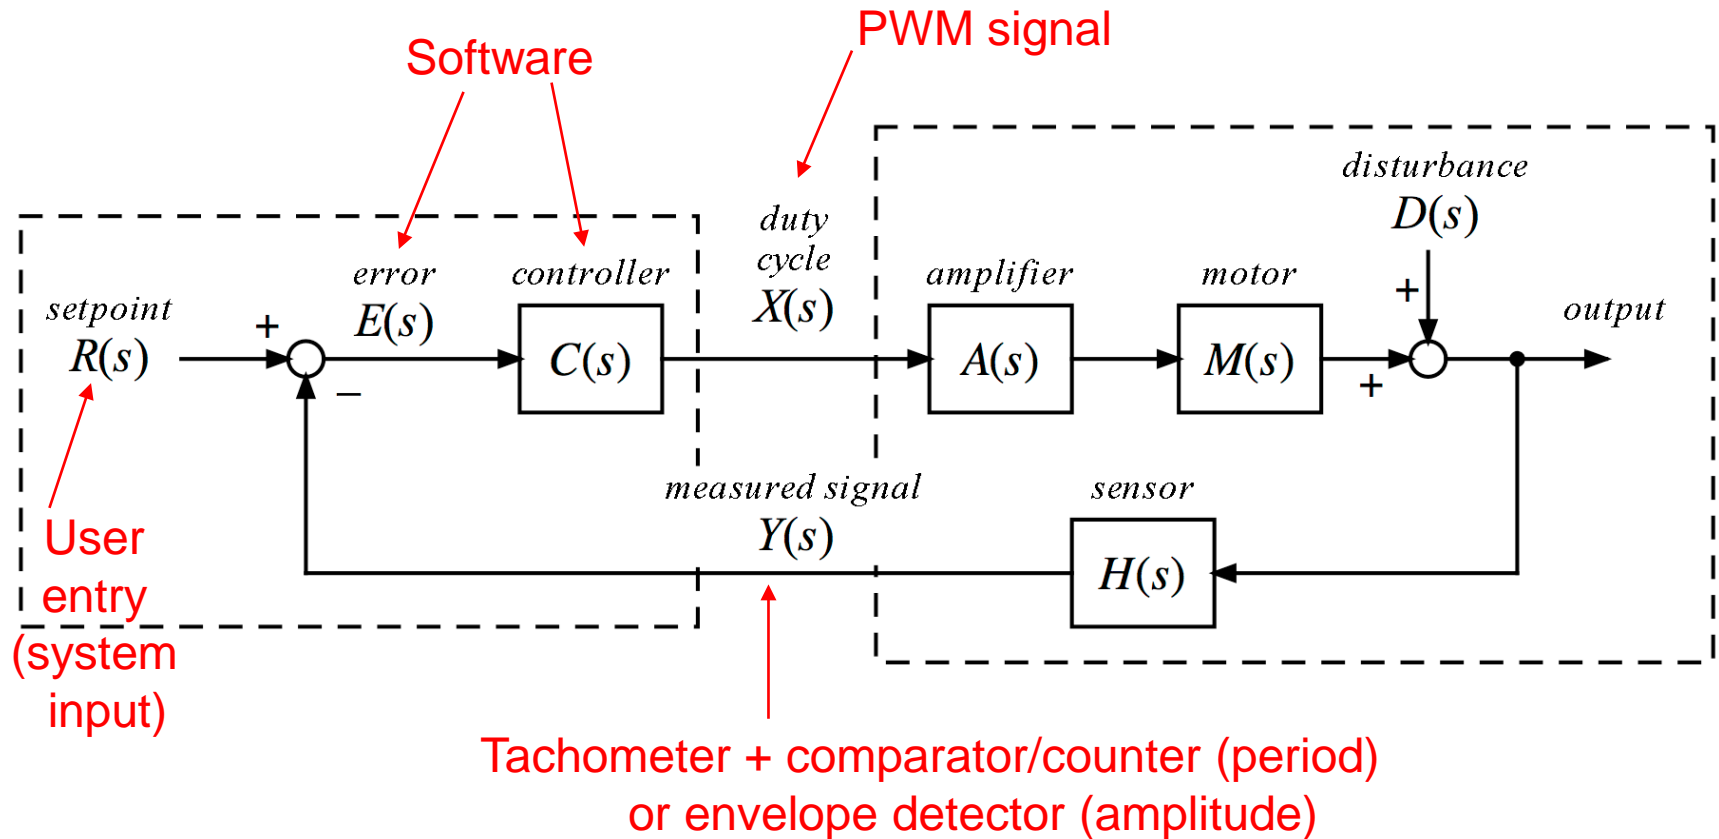 PWM signal
Software
disturbance
D(s)
duty
cycle
X(s)
error
E(s)
controller
C(s)
amplifier
A(s)
motor
M(s)
+
+
output
setpoint
R(s)
+
−
measured signal
Y(s)
sensor
H(s)
User
entry
(system
input)
Tachometer + comparator/counter (period)
or envelope detector (amplitude)